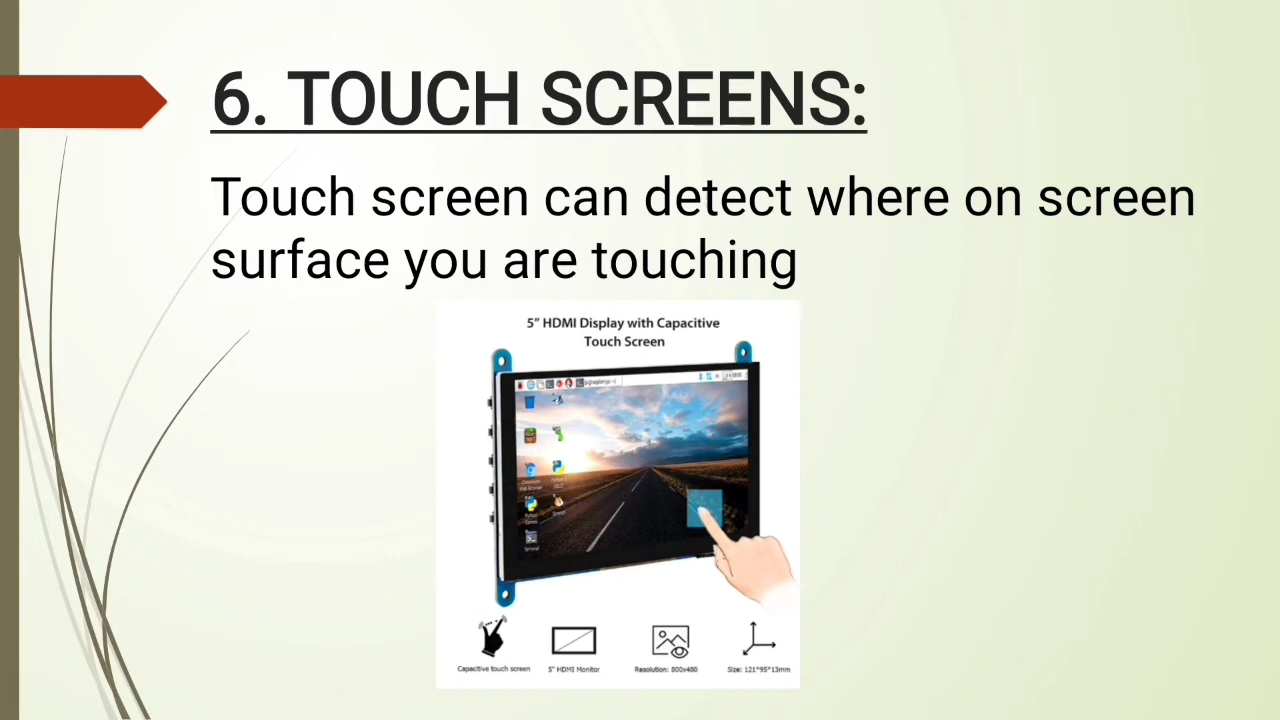 6. TOUCH SCREENS:
Touch screen can detect where on screen
surface you are touching
5” HDMI Display with Capacitive
Touch Screen
Terminal
Capacitive touch screen
5" HDMI Monitor
Resolution: 800x480
Size: 121*95*13mm